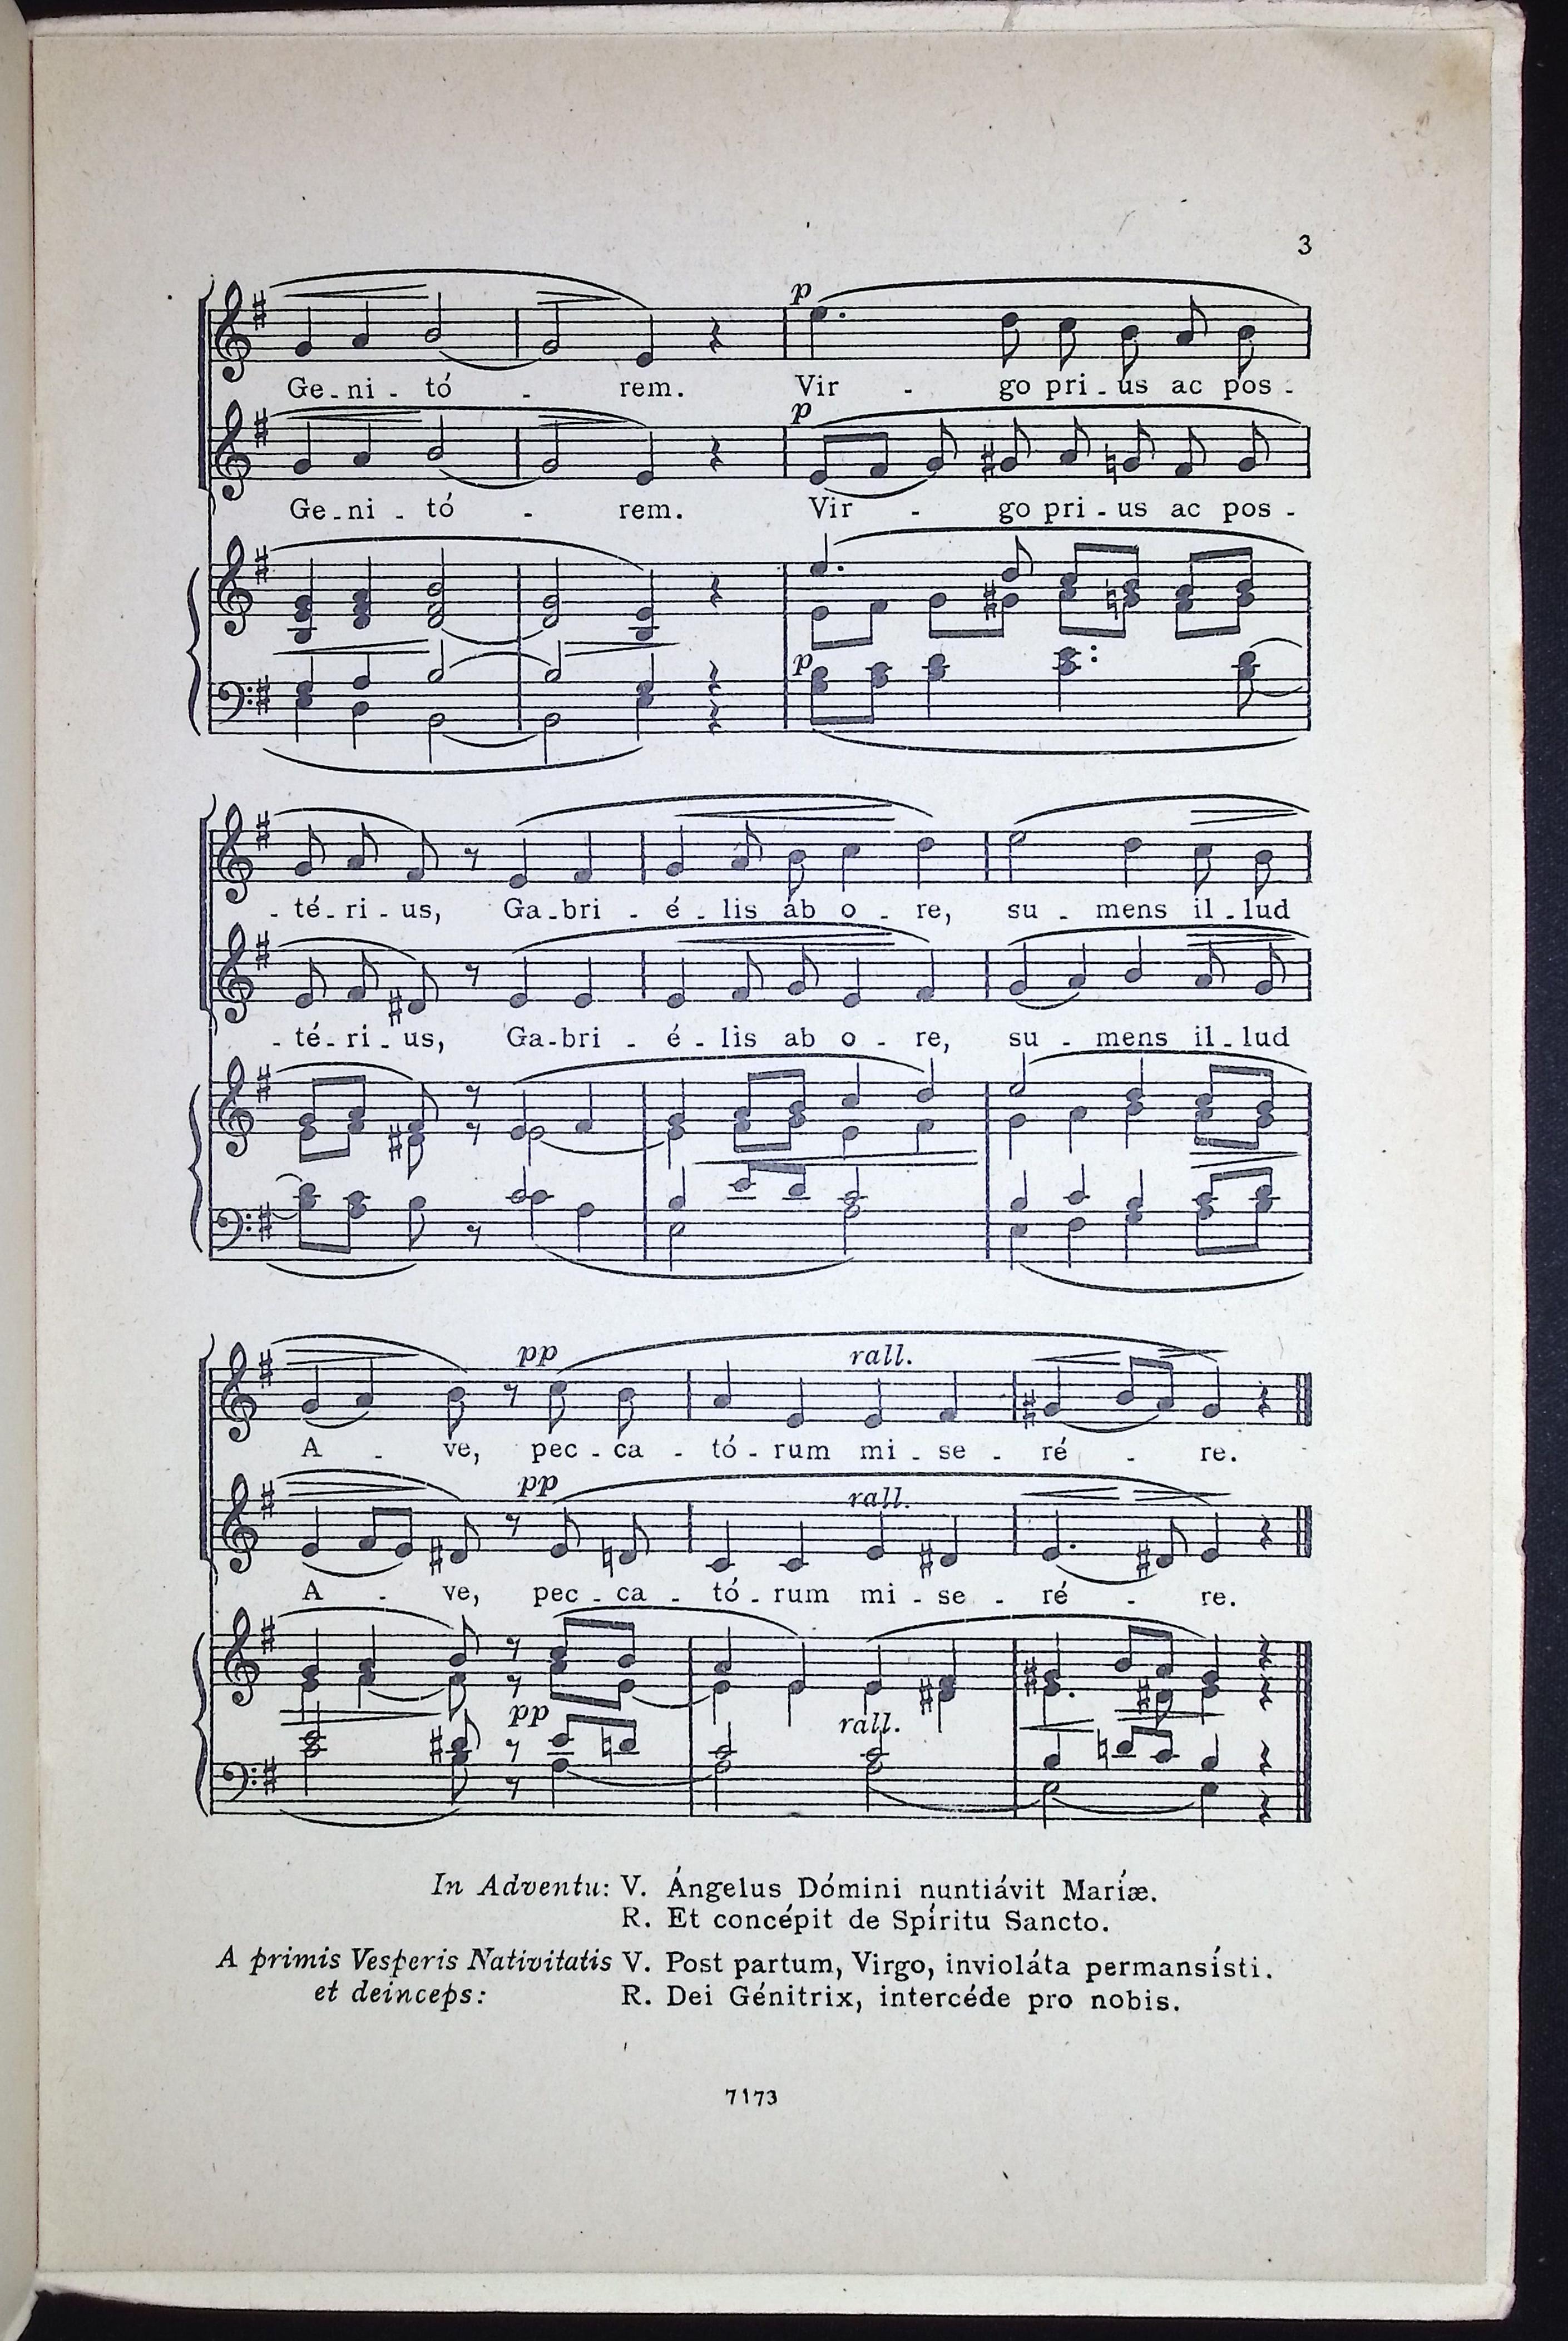 3
p
Ge - ni - tó - rem. Vir - go pri - us ac pos -
p
Ge - ni - tó - rem. Vir - go pri - us ac pos -
p
- té - ri - us, Ga - bri - é - lis ab o - re, su - mens il - lud
- té - ri - us, Ga - bri - é - lis ab o - re, su - mens il - lud
pp rall.
A - ve, pec - ca - tó - rum mi - se - ré - re.
pp rall.
A - ve, pec - ca - tó - rum mi - se - ré - re.
pp rall.
In Adventu: V. Ángelus Dómini nuntiávit Maríæ.
R. Et concépit de Spíritu Sancto.
A primis Vesperis Nativitatis V. Post partum, Virgo, invioláta permansísti.
et deinceps: R. Dei Génitrix, intercéde pro nobis.
7173